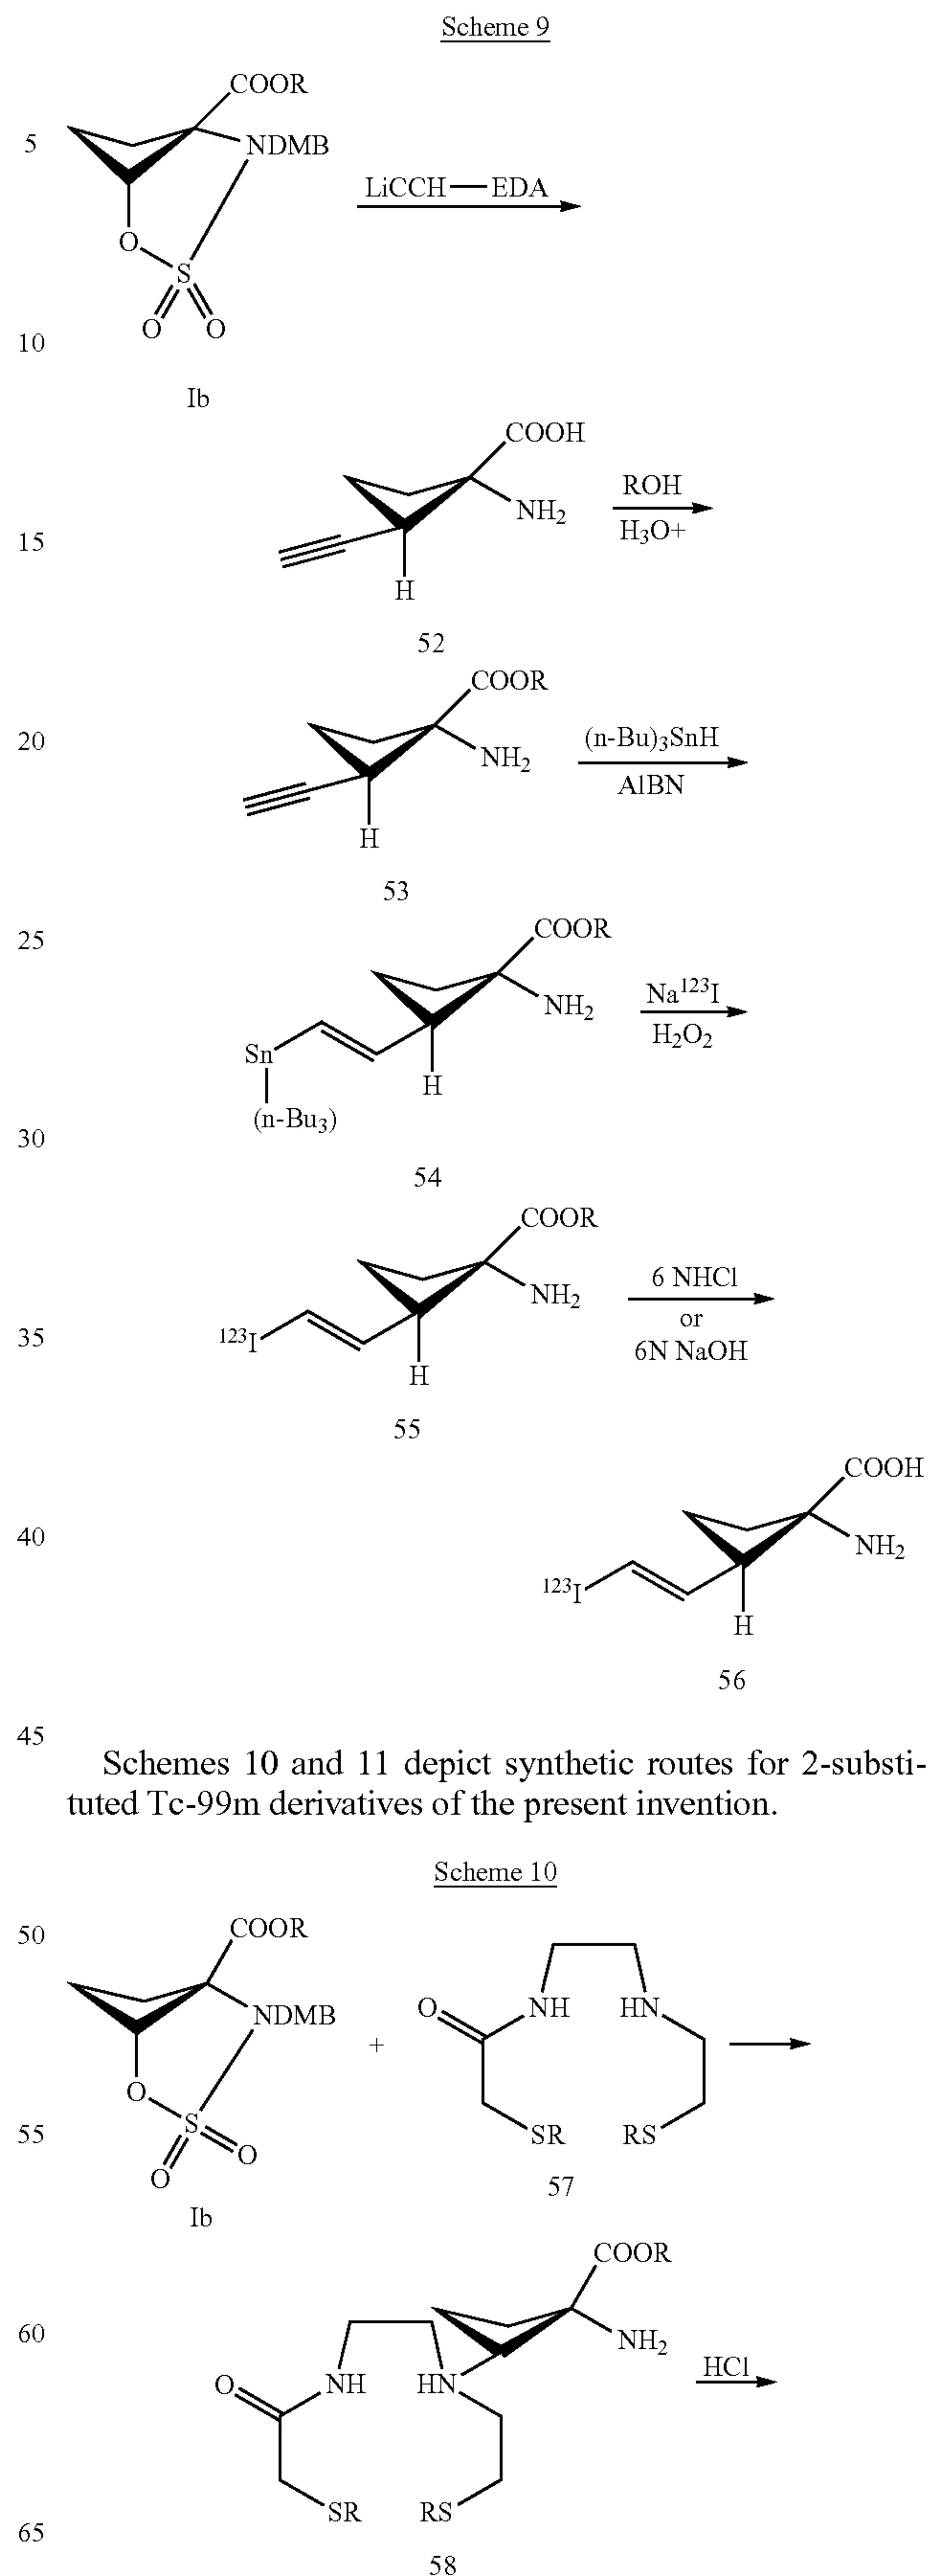 Scheme 9
COOR
5
NDMB
LiCCH—EDA
O
S
O O
10
Ib
COOH
ROH
NH2
H3O+
15
H
52
COOR
20
(n-Bu)3SnH
NH2
AlBN
H
53
25
COOR
Na123I
NH2
H2O2
Sn
H
(n-Bu3)
30
54
COOR
6 NHCl
NH2
or
35
123I
6N NaOH
H
55
COOH
40
NH2
123I
H
56
45
Schemes 10 and 11 depict synthetic routes for 2-substi-
tuted Tc-99m derivatives of the present invention.
Scheme 10
50
COOR
O NH HN
NDMB
+
O
S
55
O
SR RS
O
57
Ib
COOR
60
NH2
HCl
O NH HN
SR RS
65
58